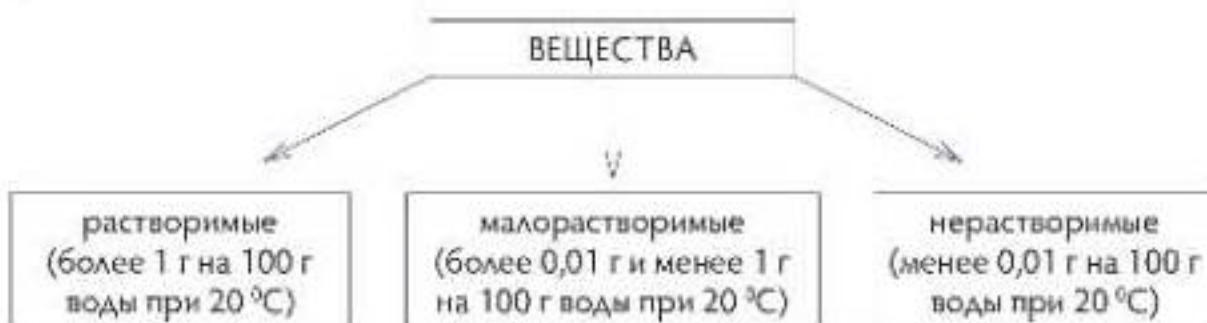 ВЕЩЕСТВА
растворимые
(более 1 г на 100 г
воды при 20 °С)
малорастворимые
(более 0,01 г и менее 1 г
на 100 г воды при 20 °С)
нерастворимые
(менее 0,01 г на 100 г
воды при 20 °С)